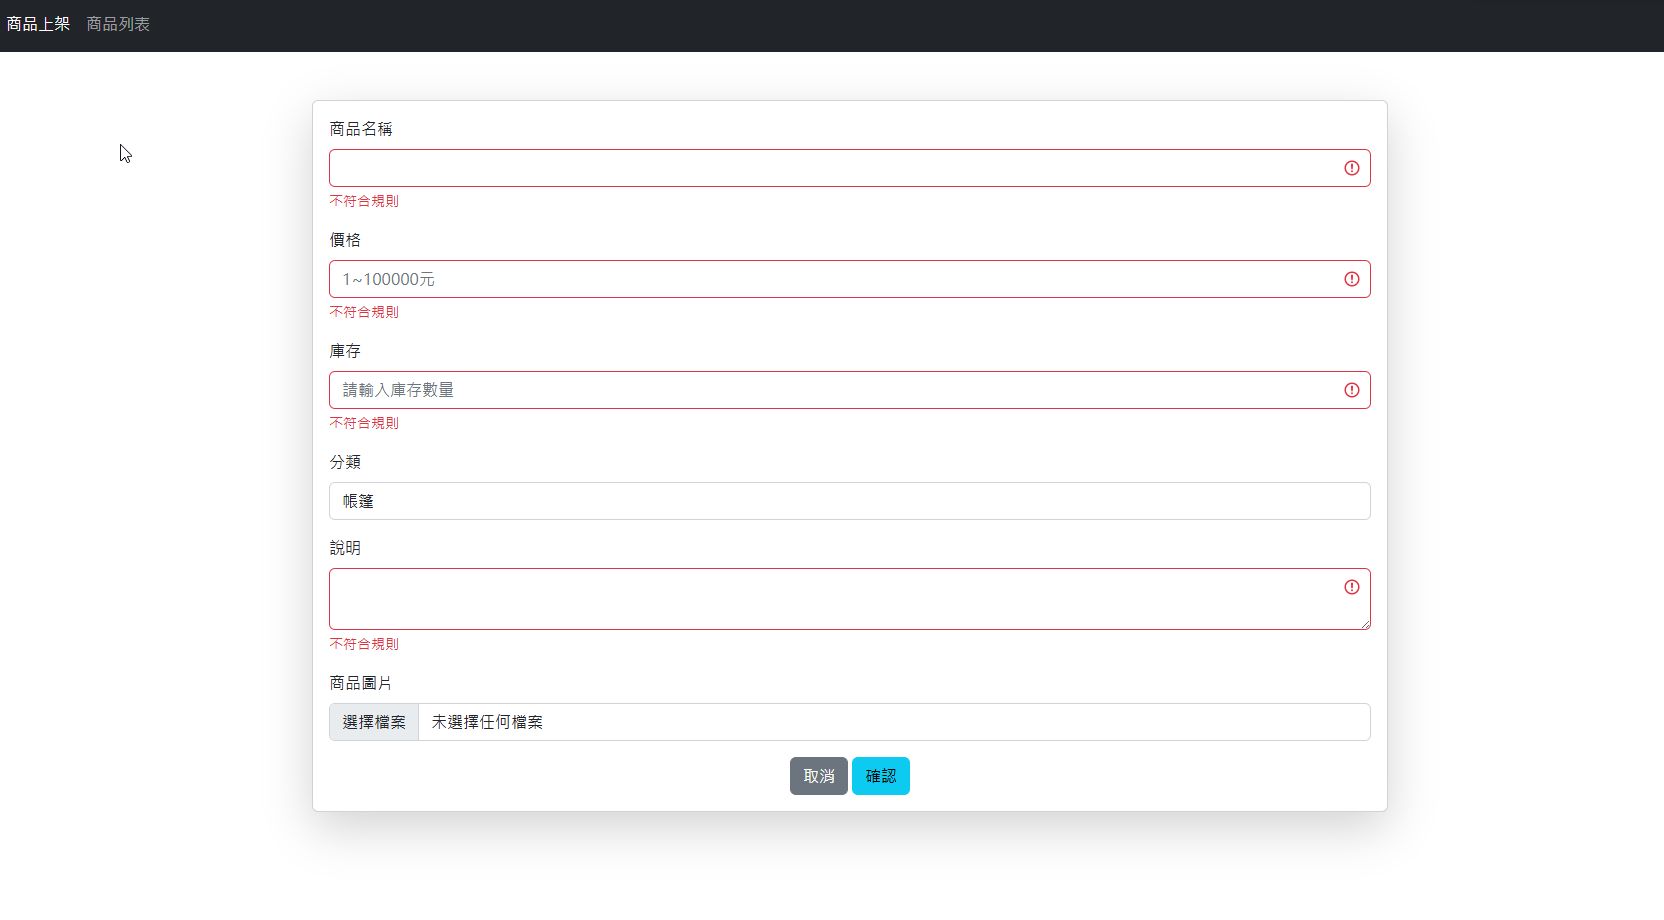 商品上架 商品列表
商品名稱
不符合規則
價格
1~100000元
不符合規則
庫存
請輸入庫存數量
不符合規則
分類
帳篷
說明
不符合規則
商品圖片
選擇檔案 未選擇任何檔案
取消 確認